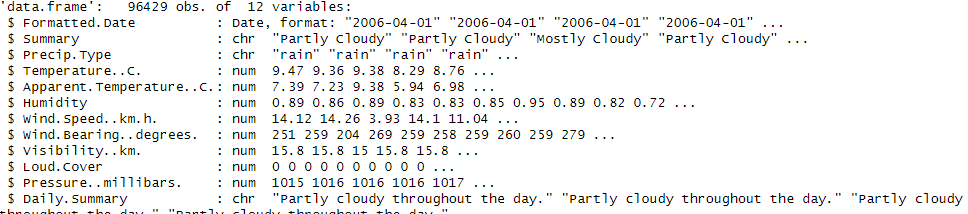 'data.frame':   96429 obs. of  12 variables:
 $ Formatted.Date          : Date, format: "2006-04-01" "2006-04-01" "2006-04-01" "2006-04-01" ...
 $ Summary                 : chr  "Partly Cloudy" "Partly Cloudy" "Mostly Cloudy" "Partly Cloudy" ...
 $ Precip.Type             : chr  "rain" "rain" "rain" "rain" ...
 $ Temperature..C.         : num  9.47 9.36 9.38 8.29 8.76 ...
 $ Apparent.Temperature..C.: num  7.39 7.23 9.38 5.94 6.98 ...
 $ Humidity                : num  0.89 0.86 0.89 0.83 0.83 0.85 0.95 0.89 0.82 0.72 ...
 $ Wind.Speed..km.h.       : num  14.12 14.26 3.93 14.1 11.04 ...
 $ Wind.Bearing..degrees.  : num  251 259 204 269 259 258 259 260 259 279 ...
 $ Visibility..km.         : num  15.8 15.8 15 15.8 15.8 ...
 $ Loud.Cover              : num  0 0 0 0 0 0 0 0 0 0 ...
 $ Pressure..millibars.    : num  1015 1016 1016 1016 1017 ...
 $ Daily.Summary           : chr  "Partly cloudy throughout the day." "Partly cloudy throughout the day." "Partly cloudy
throughout the day." "Partly cloudy throughout the day."